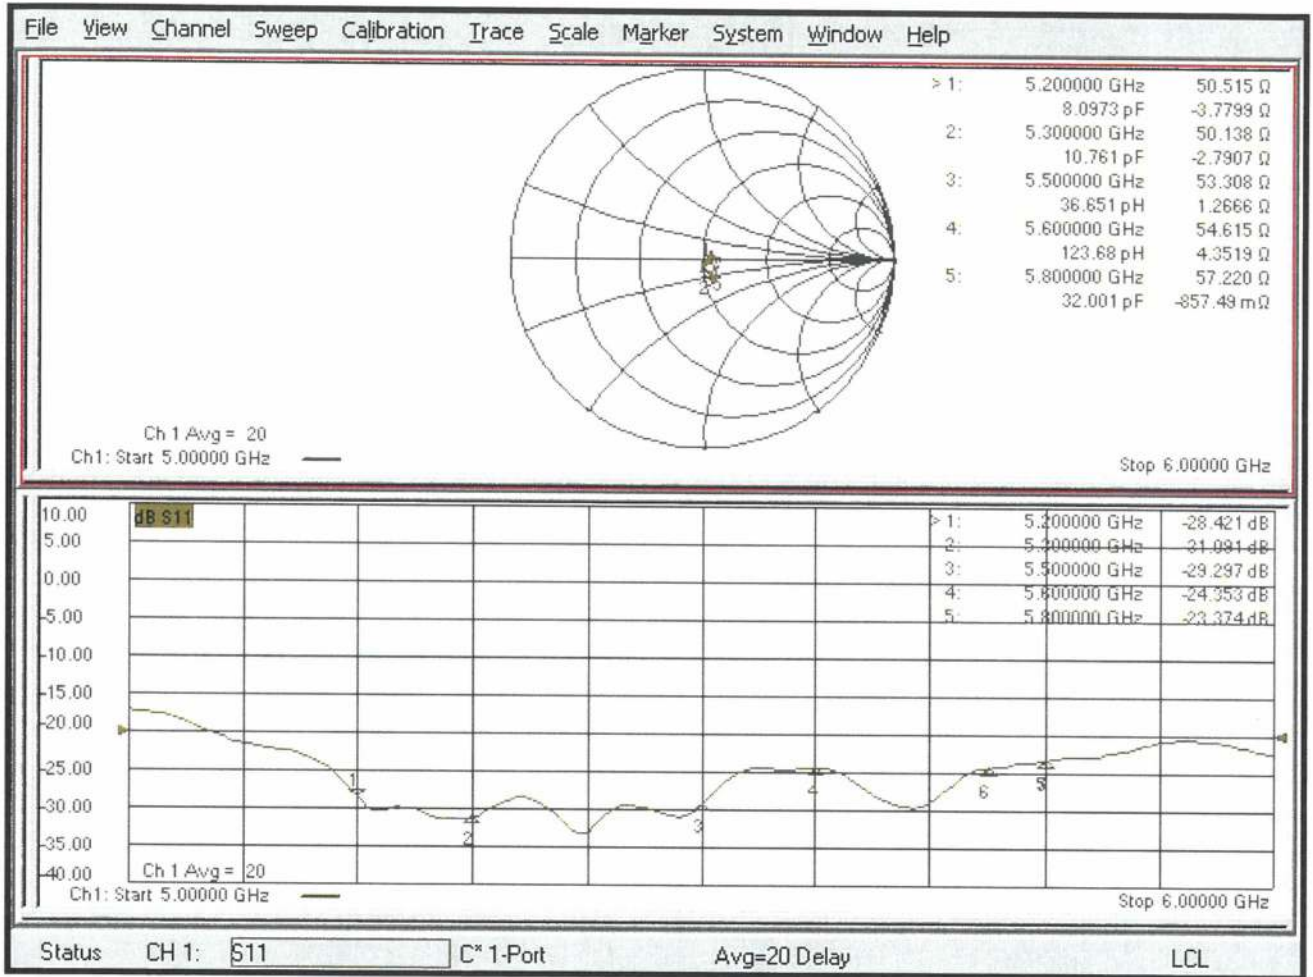 File View Channel Sweep Calibration Trace Scale Marker System Window Help
> 1: 5.200000 GHz 50.515 Ω
8.0973 pF -3.7799 Ω
2: 5.300000 GHz 50.138 Ω
10.761 pF -2.7907 Ω
3: 5.500000 GHz 53.308 Ω
36.651 pH 1.2666 Ω
4: 5.600000 GHz 54.615 Ω
123.68 pH 4.3519 Ω
5: 5.800000 GHz 57.220 Ω
32.001 pF -857.49 mΩ
Ch 1 Avg = 20
Ch1: Start 5.00000 GHz
Stop 6.00000 GHz
10.00
5.00
0.00
-5.00
-10.00
-15.00
-20.00
-25.00
-30.00
-35.00
-40.00
dB S11
> 1: 5.200000 GHz -28.421 dB
2: 5.300000 GHz -31.091 dB
3: 5.500000 GHz -29.297 dB
4: 5.600000 GHz -24.353 dB
5: 5.800000 GHz -23.374 dB
1
2
3
4
6
5
Ch 1 Avg = 20
Ch1: Start 5.00000 GHz
Stop 6.00000 GHz
Status CH 1: S11 C* 1-Port Avg=20 Delay LCL